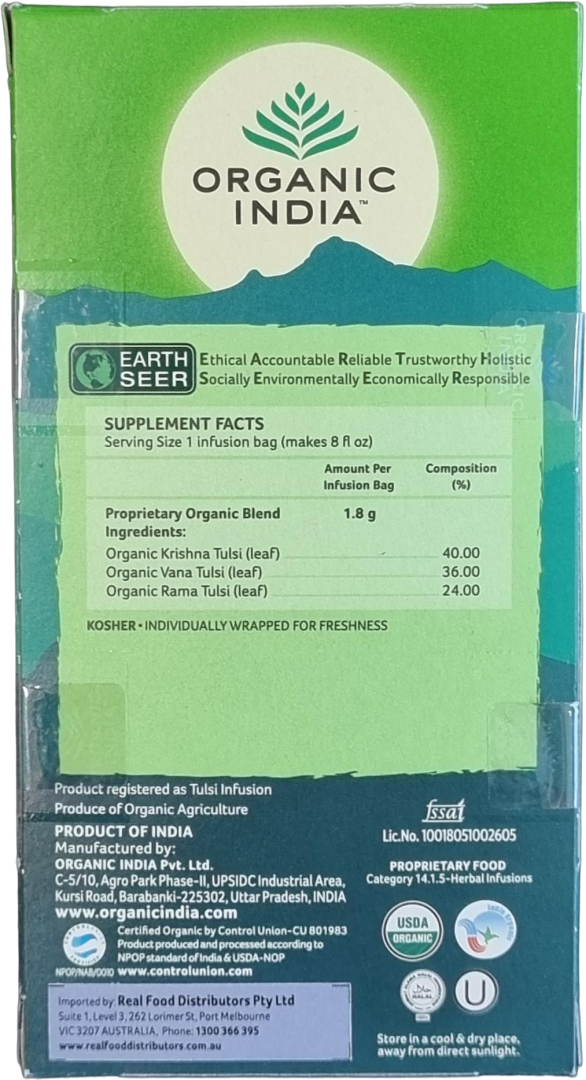 ORGANIC
INDIA™
EARTH
SEER
Ethical Accountable Reliable Trustworthy Holistic
Socially Environmentally Economically Responsible
SUPPLEMENT FACTS
Serving Size 1 infusion bag (makes 8 fl oz)
Amount Per
Infusion Bag
Composition
(%)
Proprietary Organic Blend 1.8 g
Ingredients:
Organic Krishna Tulsi (leaf) 40.00
Organic Vana Tulsi (leaf) 36.00
Organic Rama Tulsi (leaf) 24.00
KOSHER • INDIVIDUALLY WRAPPED FOR FRESHNESS
Product registered as Tulsi Infusion
Produce of Organic Agriculture
PRODUCT OF INDIA
Manufactured by:
ORGANIC INDIA Pvt. Ltd.
C-5/10, Agro Park Phase-II, UPSIDC Industrial Area,
Kursi Road, Barabanki-225302, Uttar Pradesh, INDIA
www.organicindia.com
Certified Organic by Control Union-CU 801983
Product produced and processed according to
NPOP standard of India & USDA-NOP
NPOP/NAB/0010 www.controlunion.com
Imported by: Real Food Distributors Pty Ltd
Suite 1, Level 3, 262 Lorimer St, Port Melbourne
VIC 3207 AUSTRALIA, Phone: 1300 366 395
www.realfooddistributors.com.au
fssai
Lic.No. 10018051002605
PROPRIETARY FOOD
Category 14.1.5-Herbal Infusions
USDA
ORGANIC
India Organic
HALAL
U
Store in a cool & dry place,
away from direct sunlight.